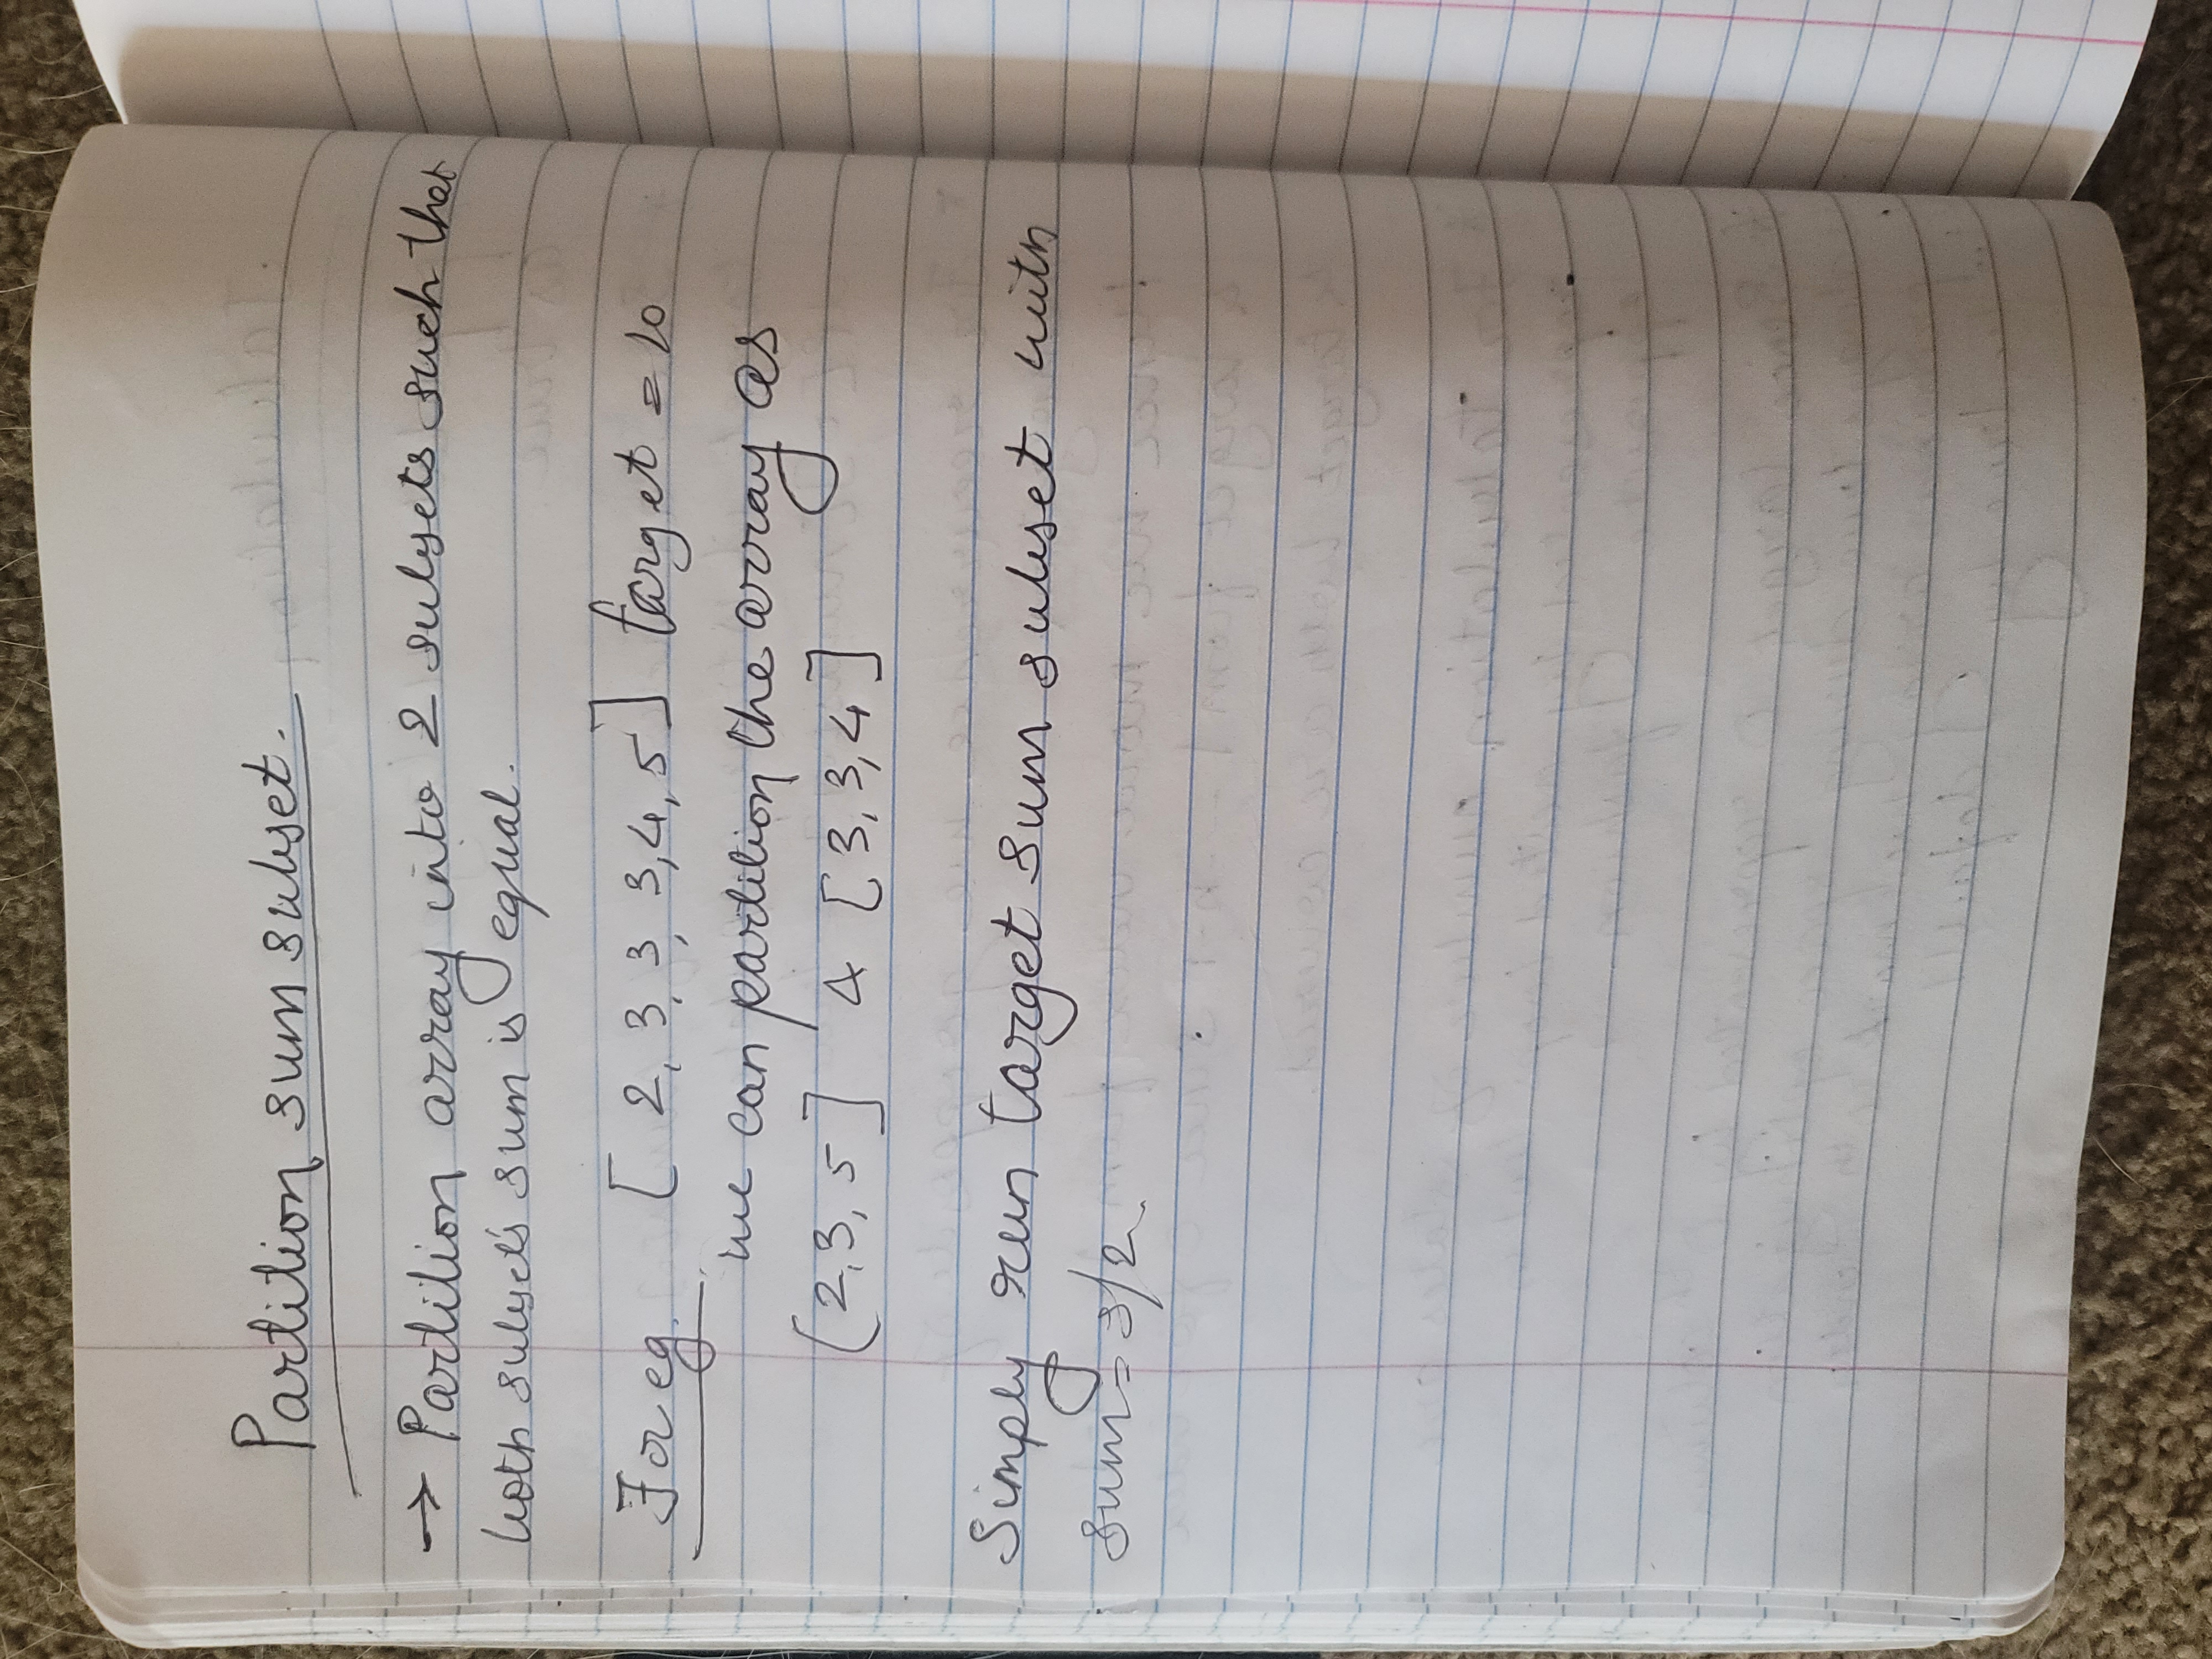 Partition sum subset.
→ Partition array into 2 subsets such that
both subset's sum is equal.
For eg. [ 2, 3, 3, 3, 4, 5 ] target = 10
we can partition the array as
[2, 3, 5 ] & [ 3, 3, 4 ]
Simply run target sum subset with
sum = s/2.